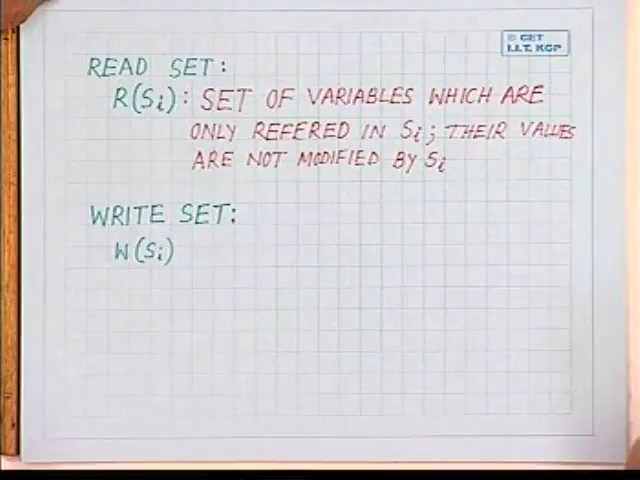 © CET
I.I.T. KGP
READ SET:
R(Si): SET OF VARIABLES WHICH ARE
ONLY REFERED IN Si; THEIR VALUES
ARE NOT MODIFIED BY Si
WRITE SET:
W(Si)